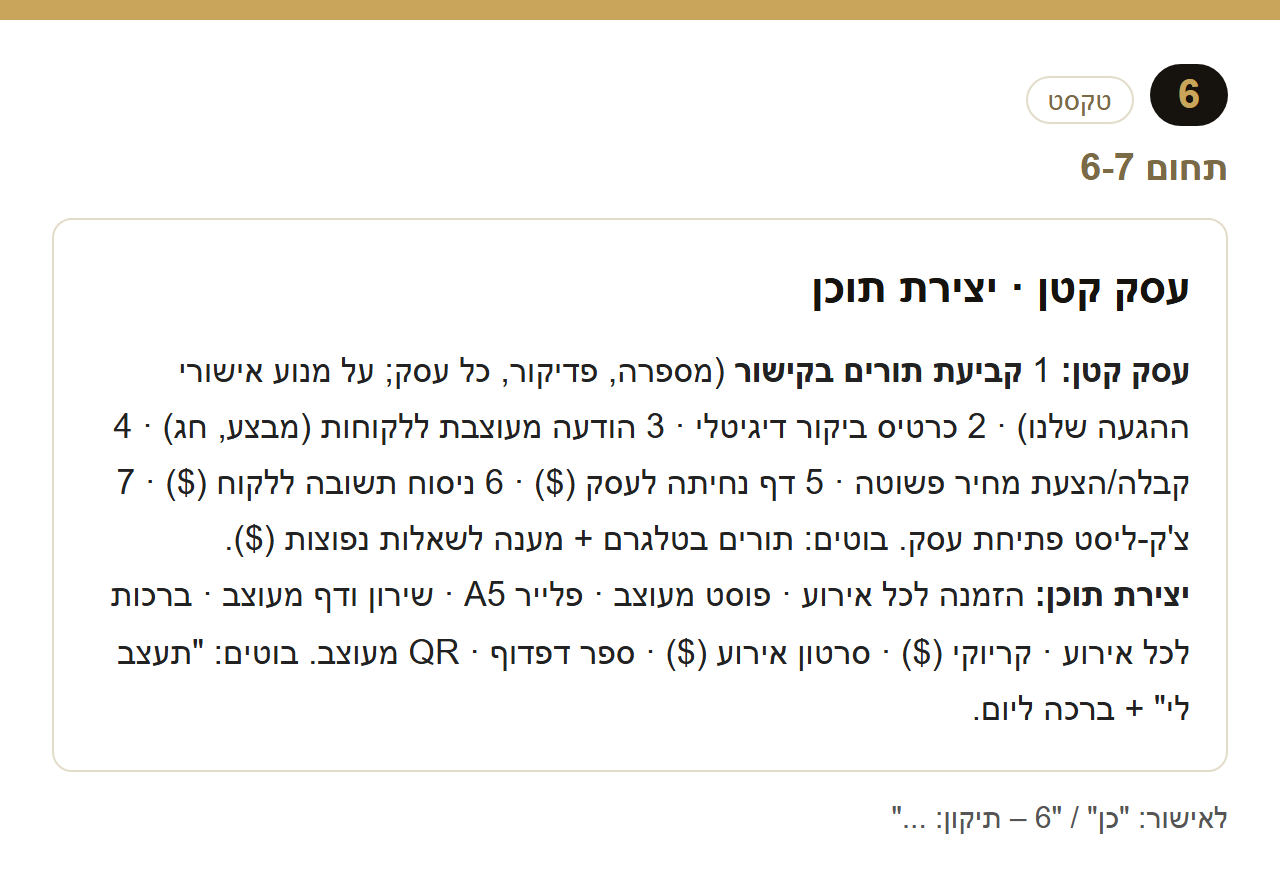 6
טקסט
תחום 6-7
עסק קטן · יצירת תוכן
עסק קטן: 1 קביעת תורים בקישור (מספרה, פדיקור, כל עסק; על מנוע אישורי
ההגעה שלנו) · 2 כרטיס ביקור דיגיטלי · 3 הודעה מעוצבת ללקוחות (מבצע, חג) · 4
קבלה/הצעת מחיר פשוטה · 5 דף נחיתה לעסק ($) · 6 ניסוח תשובה ללקוח ($) · 7
צ'ק-ליסט פתיחת עסק. בוטים: תורים בטלגרם + מענה לשאלות נפוצות ($).
יצירת תוכן: הזמנה לכל אירוע · פוסט מעוצב · פלייר A5 · שירון ודף מעוצב · ברכות
לכל אירוע · קריוקי ($) · סרטון אירוע ($) · ספר דפדוף · QR מעוצב. בוטים: "תעצב
לי" + ברכה ליום.
לאישור: "כן" / "6 – תיקון: ..."